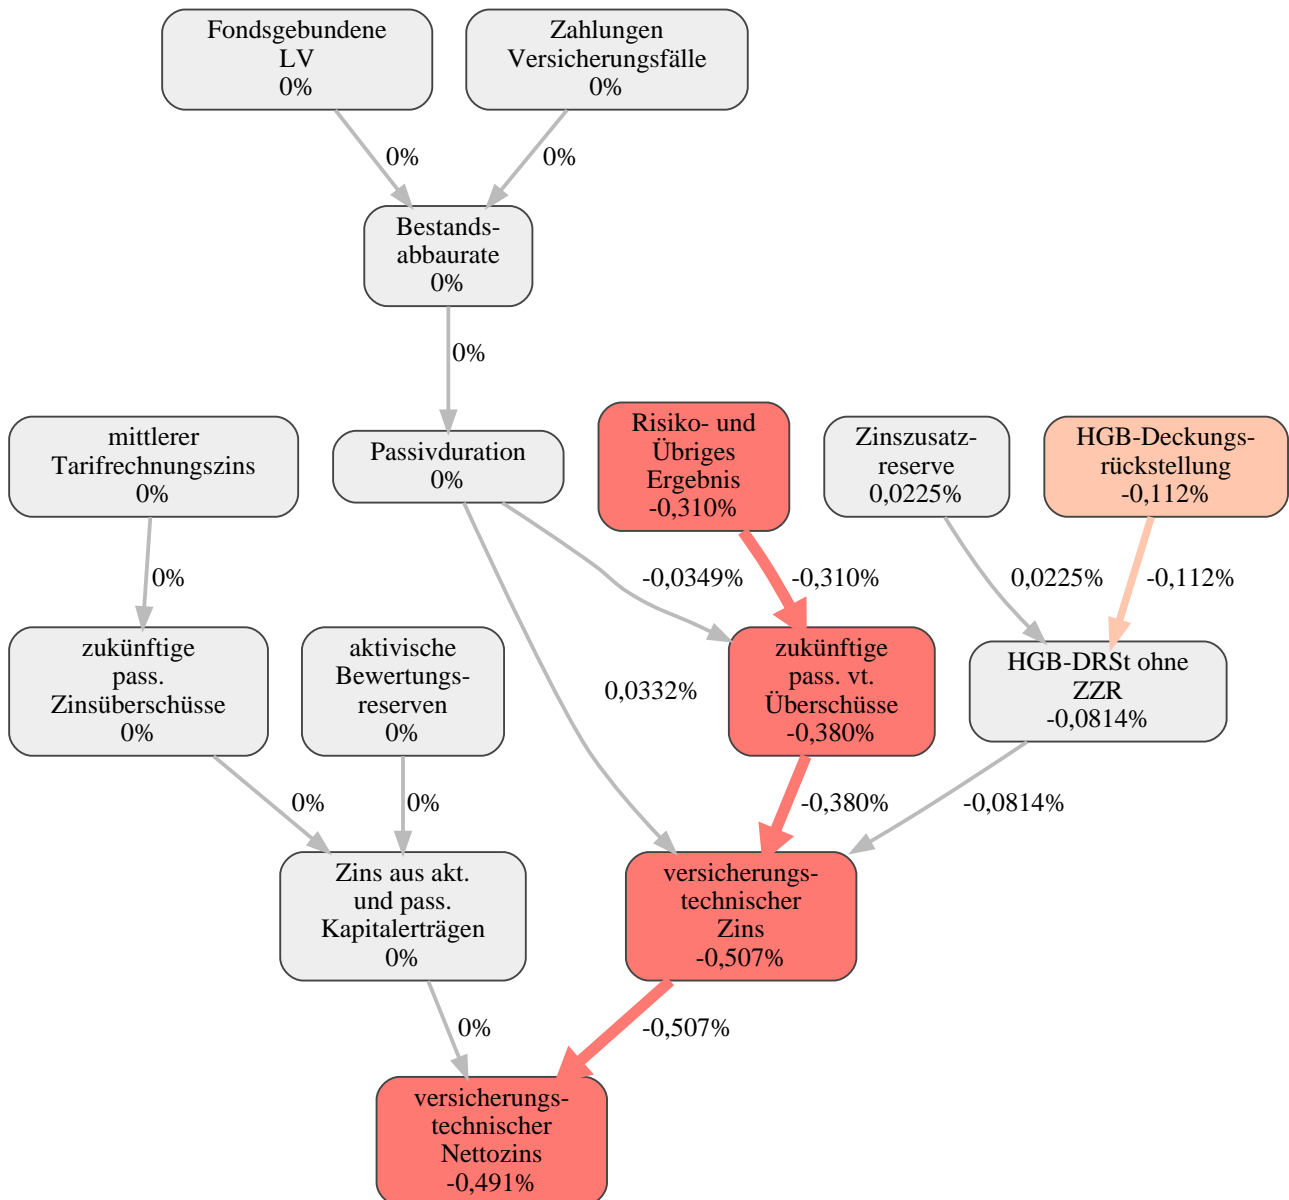 Fondsgebundene
LV
0%
Zahlungen
Versicherungsfälle
0%
0%
0%
Bestands-
abbaurate
0%
0%
mittlerer
Tarifrechnungszins
0%
Passivduration
0%
Risiko- und
Übriges
Ergebnis
-0,310%
Zinszusatz-
reserve
0,0225%
HGB-Deckungs-
rückstellung
-0,112%
0%
-0,0349%
-0,310%
0,0225%
-0,112%
zukünftige
pass.
Zinsüberschüsse
0%
aktivische
Bewertungs-
reserven
0%
0,0332%
zukünftige
pass. vt.
Überschüsse
-0,380%
HGB-DRSt ohne
ZZR
-0,0814%
0%
0%
-0,380%
-0,0814%
Zins aus akt.
und pass.
Kapitalerträgen
0%
versicherungs-
technischer
Zins
-0,507%
0%
-0,507%
versicherungs-
technischer
Nettozins
-0,491%